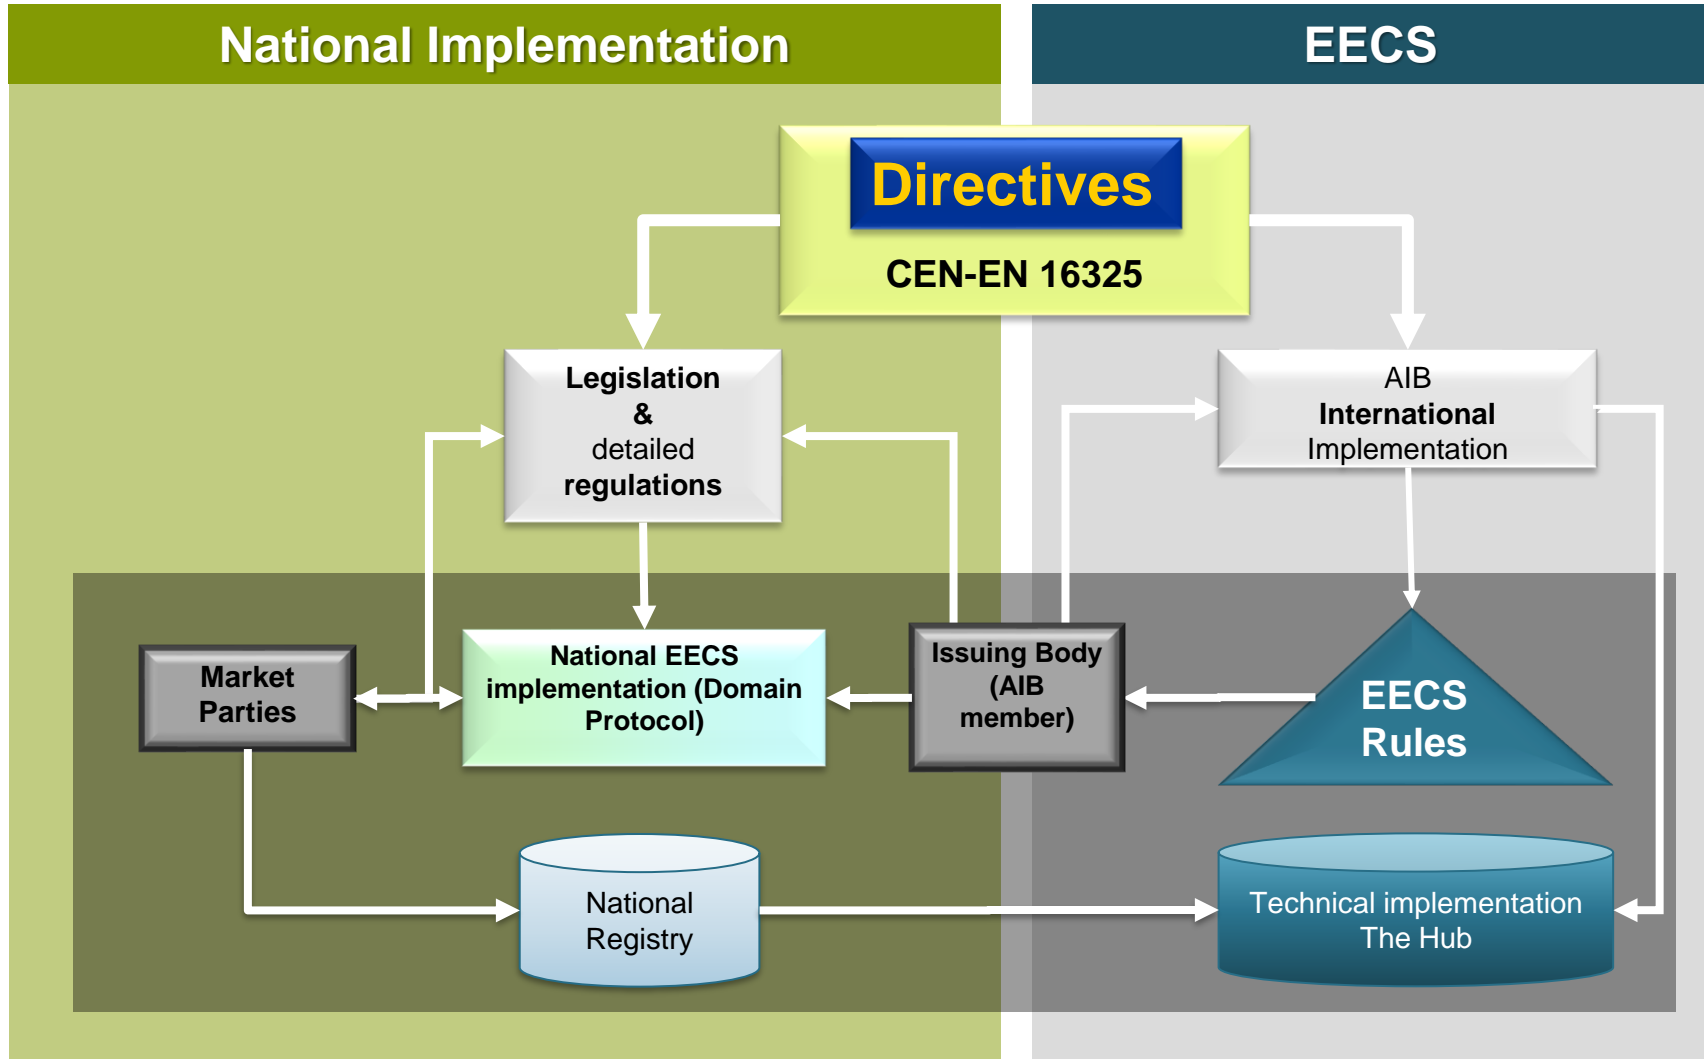 National Implementation
EECS
Directives
CEN-EN 16325
Legislation
&
detailed
regulations
AIB
International
Implementation
Market
Parties
National EECS
implementation (Domain
Protocol)
Issuing Body
(AIB
member)
EECS
Rules
National
Registry
Technical implementation
The Hub